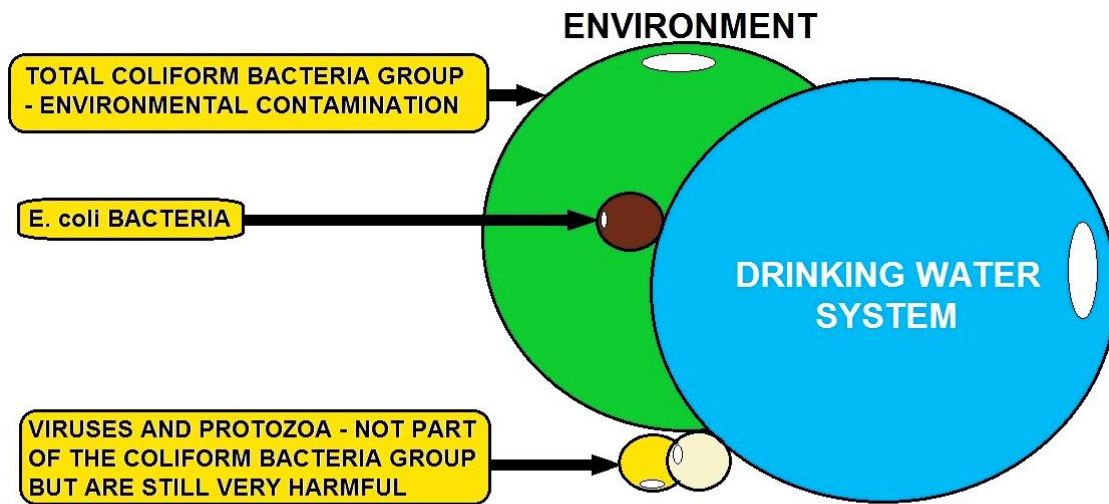 ENVIRONMENT
TOTAL COLIFORM BACTERIA GROUP
- ENVIRONMENTAL CONTAMINATION
E. coli BACTERIA
DRINKING WATER
SYSTEM
VIRUSES AND PROTOZOA - NOT PART
OF THE COLIFORM BACTERIA GROUP
BUT ARE STILL VERY HARMFUL